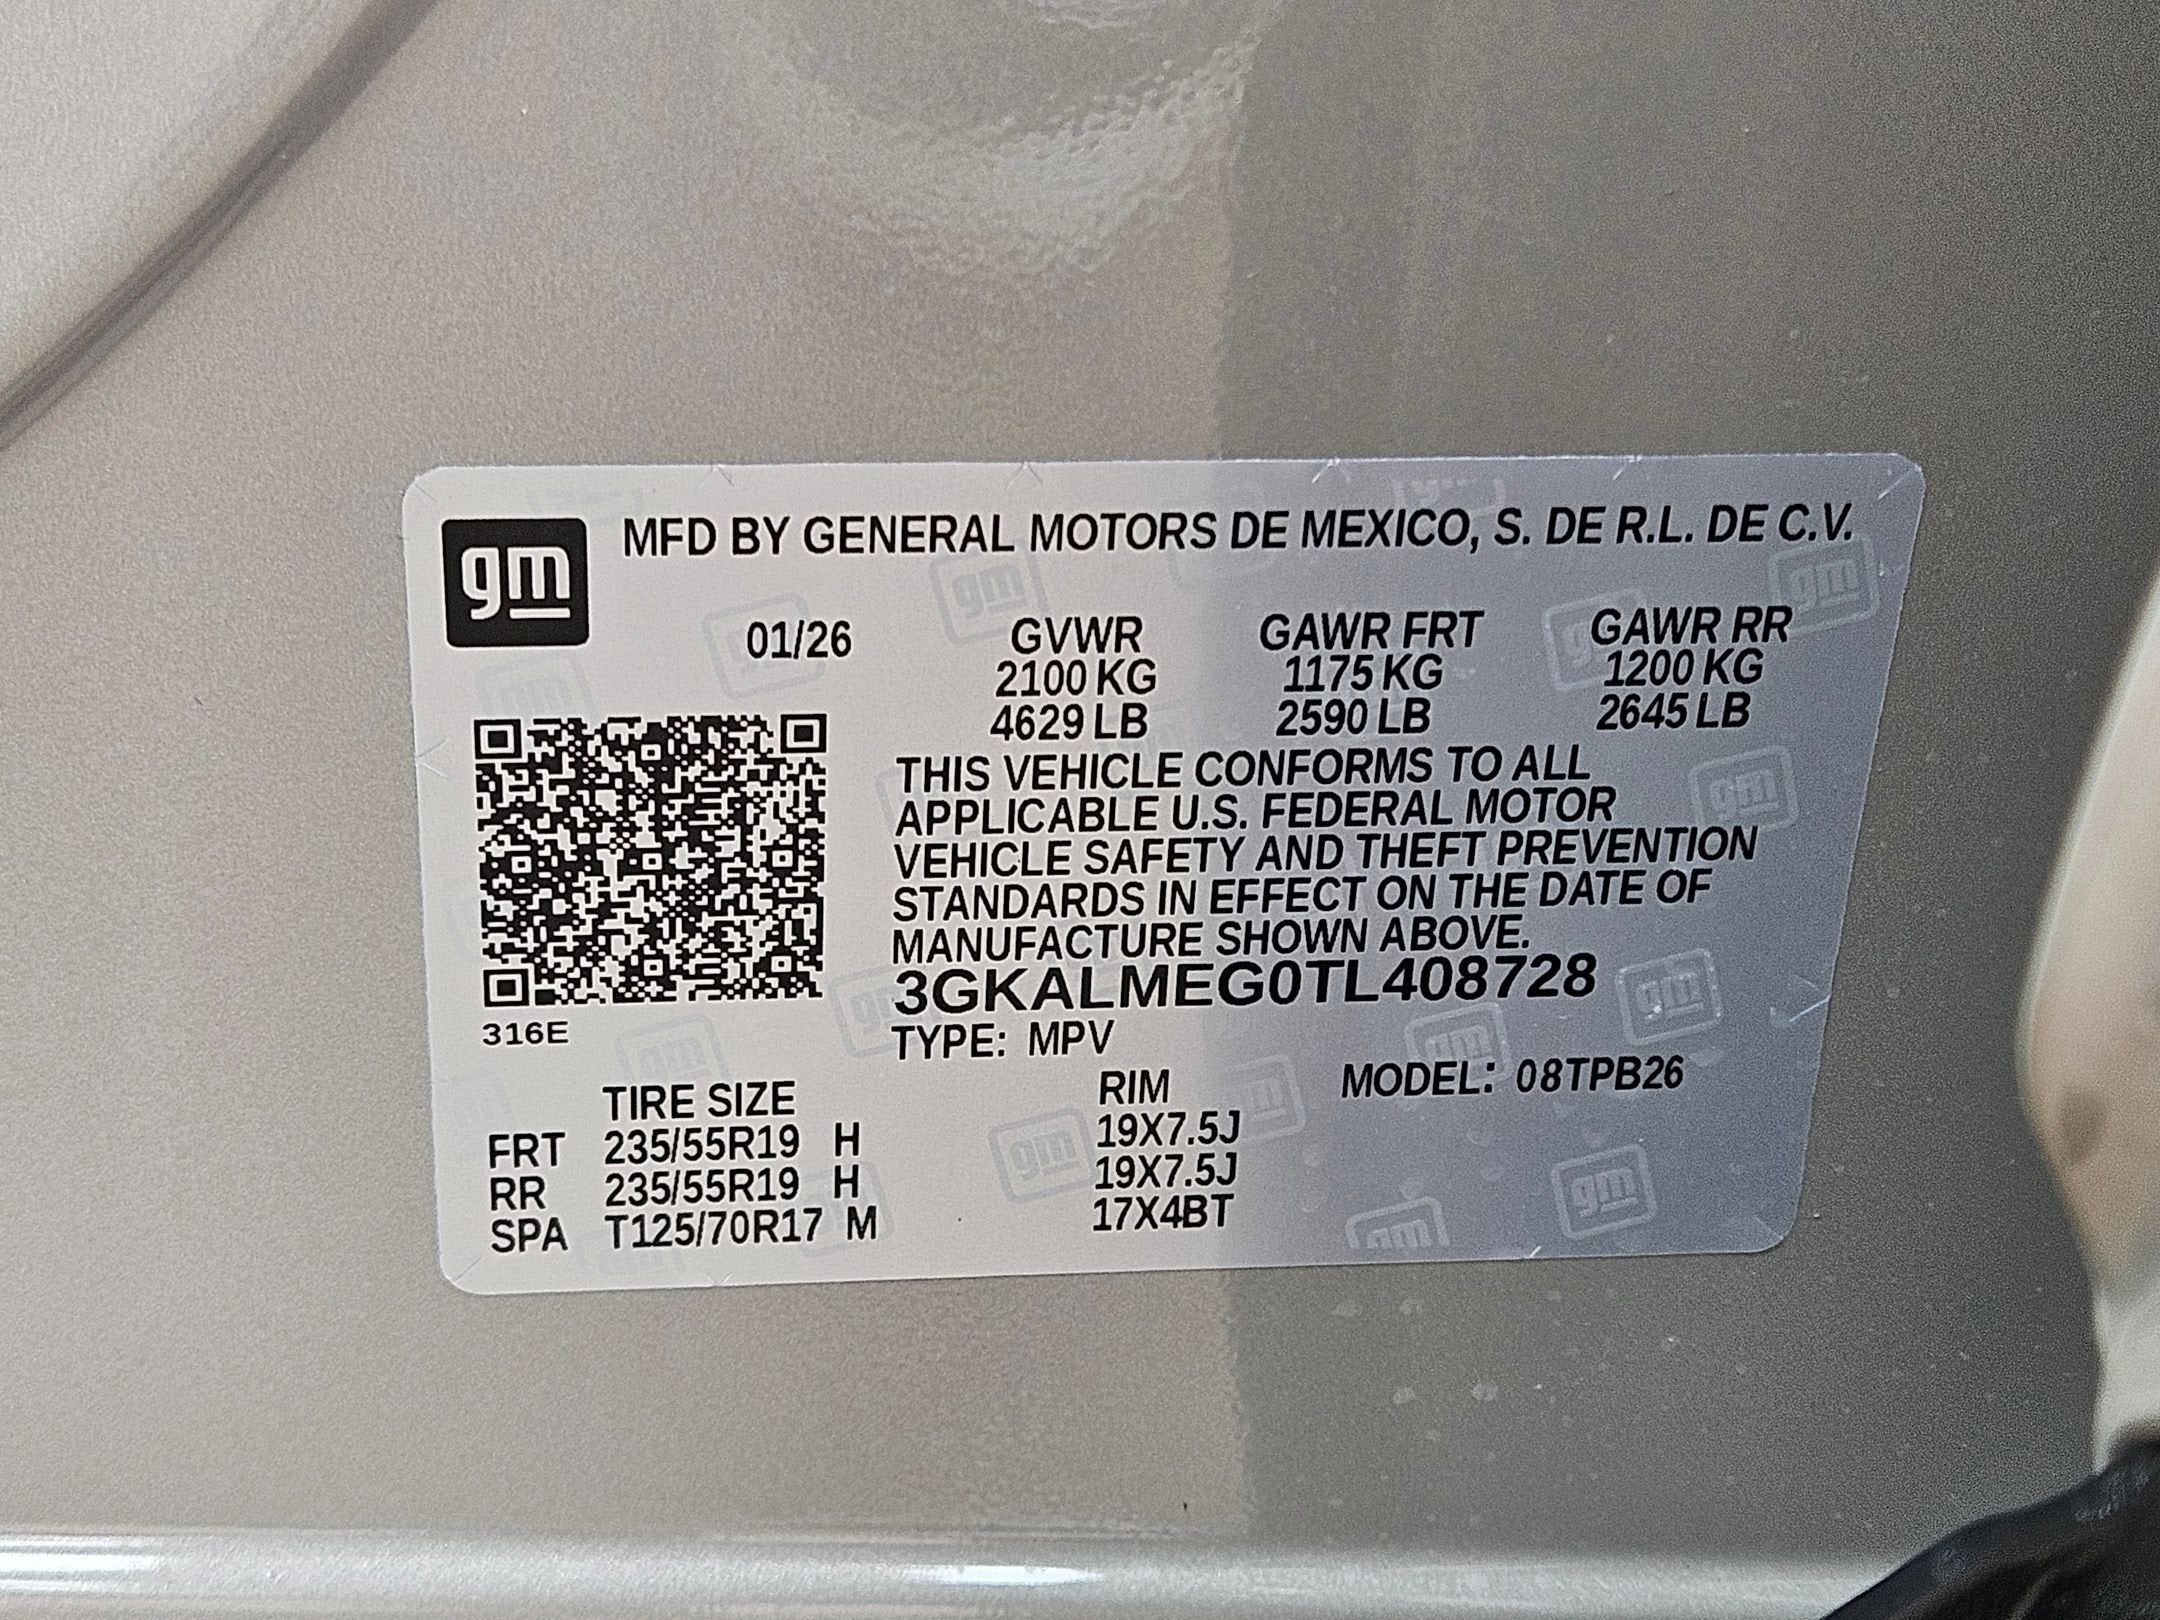 gm
MFD BY GENERAL MOTORS DE MEXICO, S. DE R.L. DE C.V.
01/26 GVWR GAWR FRT GAWR RR
2100 KG 1175 KG 1200 KG
4629 LB 2590 LB 2645 LB
THIS VEHICLE CONFORMS TO ALL
APPLICABLE U.S. FEDERAL MOTOR
VEHICLE SAFETY AND THEFT PREVENTION
STANDARDS IN EFFECT ON THE DATE OF
MANUFACTURE SHOWN ABOVE.
3GKALMEG0TL408728
316E
TYPE: MPV
MODEL: 08TPB26
TIRE SIZE RIM
FRT 235/55R19 H 19X7.5J
RR 235/55R19 H 19X7.5J
SPA T125/70R17 M 17X4BT